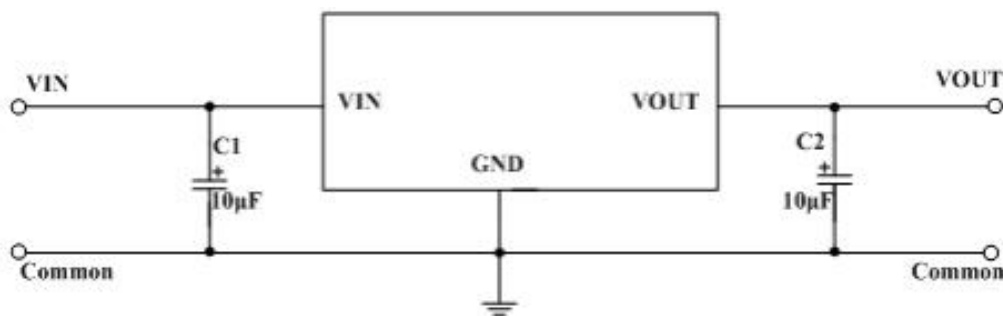 VIN
VOUT
VIN
VOUT
C1
+
10μF
GND
C2
+
10μF
Common
Common